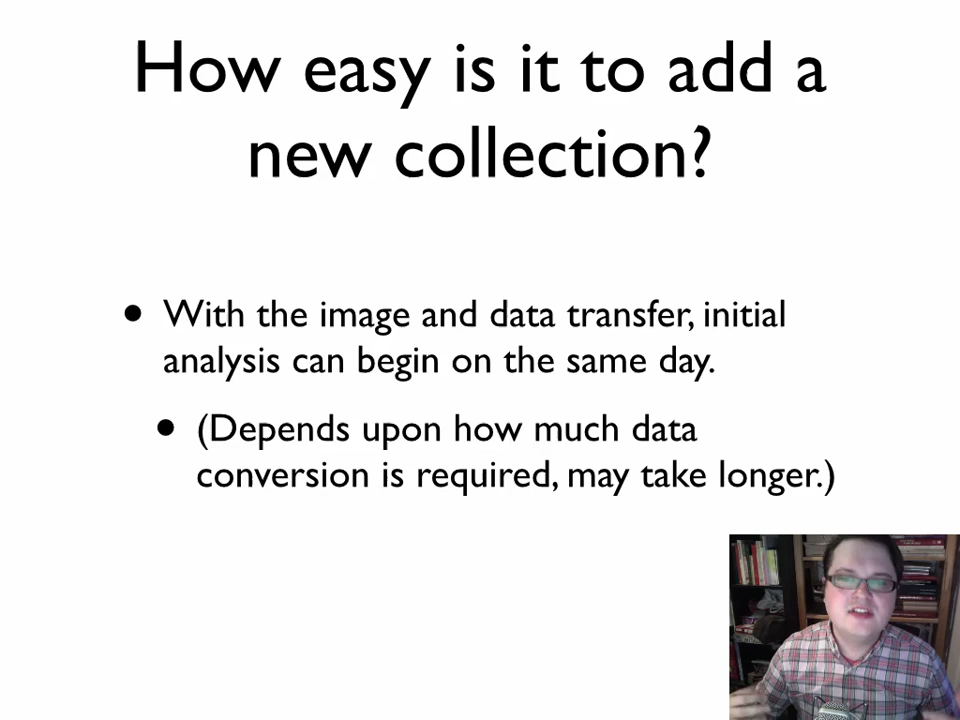 How easy is it to add a
new collection?
• With the image and data transfer, initial
analysis can begin on the same day.
• (Depends upon how much data
conversion is required, may take longer.)